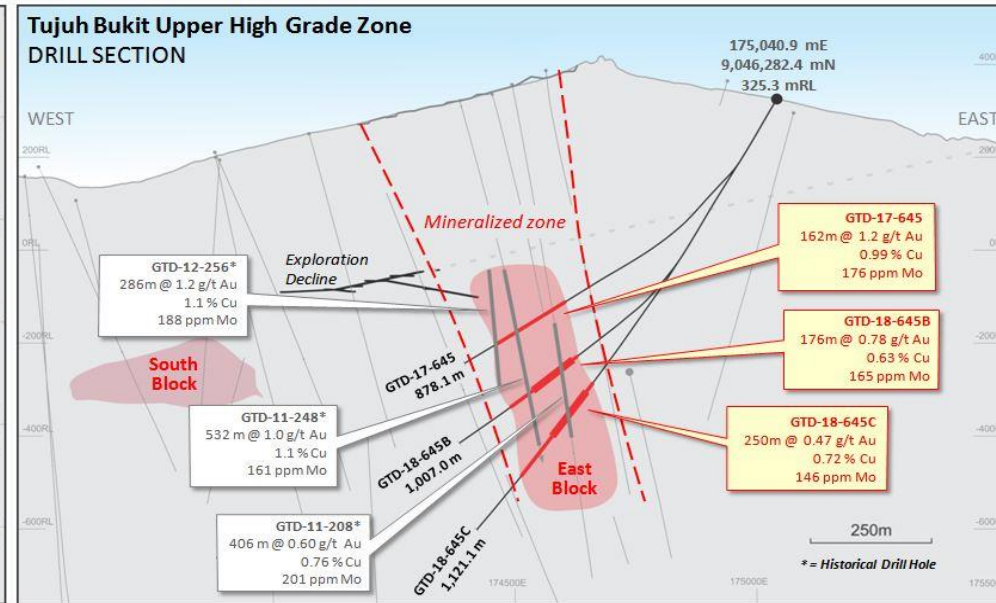 Tujuh Bukit Upper High Grade Zone
DRILL SECTION
175,040.9 mE
9,046,282.4 mN
325.3 mRL
WEST
EAST
200RL
0RL
-200RL
-400RL
-600RL
Mineralized zone
Exploration
Decline
GTD-12-256*
286m @ 1.2 g/t Au
1.1 % Cu
188 ppm Mo
GTD-17-645
162m @ 1.2 g/t Au
0.99 % Cu
176 ppm Mo
GTD-18-645B
176m @ 0.78 g/t Au
0.63 % Cu
165 ppm Mo
South
Block
GTD-17-645
878.1 m
GTD-11-248*
532 m @ 1.0 g/t Au
1.1 % Cu
161 ppm Mo
GTD-18-645B
1,007.0 m
GTD-18-645C
250m @ 0.47 g/t Au
0.72 % Cu
146 ppm Mo
East
Block
GTD-11-208*
406 m @ 0.60 g/t Au
0.76 % Cu
201 ppm Mo
GTD-18-645C
1,121.1 m
250m
* = Historical Drill Hole
174500E
175000E